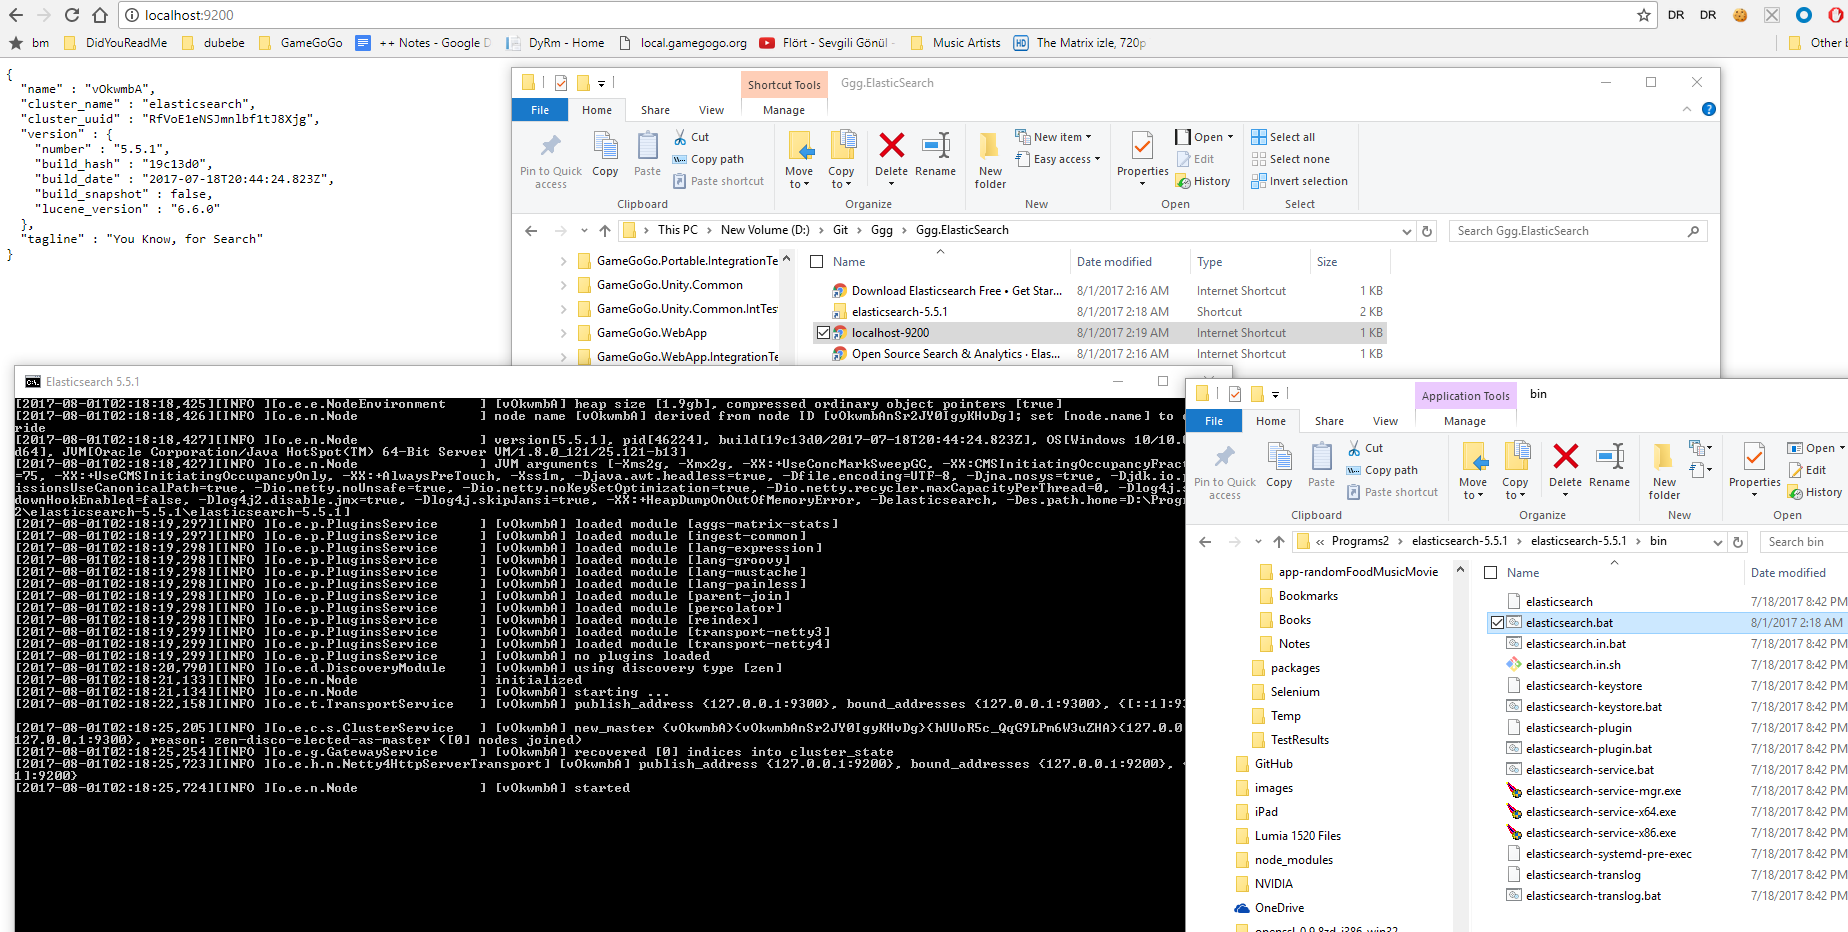 localhost:9200
DR DR
bm DidYouReadMe dubebe GameGoGo ++ Notes - Google D DyRm - Home local.gamegogo.org Flört - Sevgili Gönül - Music Artists HD The Matrix izle, 720p Other b
{
"name" : "vOkwmbA",
"cluster_name" : "elasticsearch",
"cluster_uuid" : "RfVoE1eNSJmnlbf1tJ8Xjg",
"version" : {
"number" : "5.5.1",
"build_hash" : "19c13d0",
"build_date" : "2017-07-18T20:44:24.823Z",
"build_snapshot" : false,
"lucene_version" : "6.6.0"
},
"tagline" : "You Know, for Search"
}
Shortcut Tools Ggg.ElasticSearch
File Home Share View Manage
Pin to Quick access Copy Paste Cut Copy path Paste shortcut
Move to Copy to Delete Rename New folder New item Easy access
Properties Open Edit History Select all Select none Invert selection
Clipboard Organize New Open Select
This PC > New Volume (D:) > Git > Ggg > Ggg.ElasticSearch Search Ggg.ElasticSearch
GameGoGo.Portable.IntegrationTe
GameGoGo.Unity.Common
GameGoGo.Unity.Common.IntTest
GameGoGo.WebApp
GameGoGo.WebApp.IntegrationTe
Name Date modified Type Size
Download Elasticsearch Free • Get Star... 8/1/2017 2:16 AM Internet Shortcut 1 KB
elasticsearch-5.5.1 8/1/2017 2:18 AM Shortcut 2 KB
localhost-9200 8/1/2017 2:19 AM Internet Shortcut 1 KB
Open Source Search & Analytics · Elas... 8/1/2017 2:16 AM Internet Shortcut 1 KB
Elasticsearch 5.5.1
[2017-08-01T02:18:18,425][INFO ][o.e.e.NodeEnvironment    ] [vOkwmbA] heap size [1.9gb], compressed ordinary object pointers [true]
[2017-08-01T02:18:18,427][INFO ][o.e.n.Node               ] node name [vOkwmbA] derived from node ID [vOkwmbAnSr2JY0IgyKHvDg]; set [node.name] to
ride
[2017-08-01T02:18:18,427][INFO ][o.e.n.Node               ] version[5.5.1], pid[46224], build[19c13d0/2017-07-18T20:44:24.823Z], OS[Windows 10/10.0
d64], JVM[Oracle Corporation/Java HotSpot(TM) 64-Bit Server VM/1.8.0_121/25.121-b13]
[2017-08-01T02:18:18,427][INFO ][o.e.n.Node               ] JVM arguments [-Xms2g, -Xmx2g, -XX:+UseConcMarkSweepGC, -XX:CMSInitiatingOccupancyFract
=75, -XX:+UseCMSInitiatingOccupancyOnly, -XX:+AlwaysPreTouch, -Xss1m, -Djava.awt.headless=true, -Dfile.encoding=UTF-8, -Djna.nosys=true, -Djdk.io.p
issionsUseCanonicalPath=true, -Dio.netty.noUnsafe=true, -Dio.netty.noKeySetOptimization=true, -Dio.netty.recycler.maxCapacityPerThread=0, -Dlog4j.s
downHookEnabled=false, -Dlog4j2.disable.jmx=true, -Dlog4j.skipJansi=true, -XX:+HeapDumpOnOutOfMemoryError, -Delasticsearch, -Des.path.home=D:\Progr
2\elasticsearch-5.5.1\elasticsearch-5.5.1]
[2017-08-01T02:18:19,297][INFO ][o.e.p.PluginsService     ] [vOkwmbA] loaded module [aggs-matrix-stats]
[2017-08-01T02:18:19,297][INFO ][o.e.p.PluginsService     ] [vOkwmbA] loaded module [ingest-common]
[2017-08-01T02:18:19,298][INFO ][o.e.p.PluginsService     ] [vOkwmbA] loaded module [lang-expression]
[2017-08-01T02:18:19,298][INFO ][o.e.p.PluginsService     ] [vOkwmbA] loaded module [lang-groovy]
[2017-08-01T02:18:19,298][INFO ][o.e.p.PluginsService     ] [vOkwmbA] loaded module [lang-mustache]
[2017-08-01T02:18:19,298][INFO ][o.e.p.PluginsService     ] [vOkwmbA] loaded module [lang-painless]
[2017-08-01T02:18:19,298][INFO ][o.e.p.PluginsService     ] [vOkwmbA] loaded module [parent-join]
[2017-08-01T02:18:19,298][INFO ][o.e.p.PluginsService     ] [vOkwmbA] loaded module [percolator]
[2017-08-01T02:18:19,298][INFO ][o.e.p.PluginsService     ] [vOkwmbA] loaded module [reindex]
[2017-08-01T02:18:19,299][INFO ][o.e.p.PluginsService     ] [vOkwmbA] loaded module [transport-netty3]
[2017-08-01T02:18:19,299][INFO ][o.e.p.PluginsService     ] [vOkwmbA] loaded module [transport-netty4]
[2017-08-01T02:18:19,299][INFO ][o.e.p.PluginsService     ] [vOkwmbA] no plugins loaded
[2017-08-01T02:18:20,790][INFO ][o.e.d.DiscoveryModule    ] [vOkwmbA] using discovery type [zen]
[2017-08-01T02:18:21,133][INFO ][o.e.n.Node               ] initialized
[2017-08-01T02:18:21,134][INFO ][o.e.n.Node               ] [vOkwmbA] starting ...
[2017-08-01T02:18:22,158][INFO ][o.e.t.TransportService   ] [vOkwmbA] publish_address {127.0.0.1:9300}, bound_addresses {127.0.0.1:9300}, {[::1]:93
[2017-08-01T02:18:25,205][INFO ][o.e.c.s.ClusterService   ] [vOkwmbA] new_master {vOkwmbA}{vOkwmbAnSr2JY0IgyKHvDg}{hUUoR5c_QqG9LPm6W3uZHA}{127.0.0
127.0.0.1:9300}, reason: zen-disco-elected-as-master ([0] nodes joined)
[2017-08-01T02:18:25,254][INFO ][o.e.g.GatewayService     ] [vOkwmbA] recovered [0] indices into cluster_state
[2017-08-01T02:18:25,723][INFO ][o.e.h.n.Netty4HttpServerTransport] [vOkwmbA] publish_address {127.0.0.1:9200}, bound_addresses {127.0.0.1:9200}, {
1]:9200}
[2017-08-01T02:18:25,724][INFO ][o.e.n.Node               ] [vOkwmbA] started
Application Tools bin
File Home Share View Manage
Pin to Quick access Copy Paste Cut Copy path Paste shortcut
Move to Copy to Delete Rename New folder Properties Open Edit History
Clipboard Organize New Open
« Programs2 > elasticsearch-5.5.1 > elasticsearch-5.5.1 > bin Search bin
app-randomFoodMusicMovie
Bookmarks
Books
Notes
packages
Selenium
Temp
TestResults
GitHub
images
iPad
Lumia 1520 Files
node_modules
NVIDIA
OneDrive
openssl-0.9.8zd_i386-win32
Name Date modified
elasticsearch 7/18/2017 8:42 PM
elasticsearch.bat 8/1/2017 2:18 AM
elasticsearch.in.bat 7/18/2017 8:42 PM
elasticsearch.in.sh 7/18/2017 8:42 PM
elasticsearch-keystore 7/18/2017 8:42 PM
elasticsearch-keystore.bat 7/18/2017 8:42 PM
elasticsearch-plugin 7/18/2017 8:42 PM
elasticsearch-plugin.bat 7/18/2017 8:42 PM
elasticsearch-service.bat 7/18/2017 8:42 PM
elasticsearch-service-mgr.exe 7/18/2017 8:42 PM
elasticsearch-service-x64.exe 7/18/2017 8:42 PM
elasticsearch-service-x86.exe 7/18/2017 8:42 PM
elasticsearch-systemd-pre-exec 7/18/2017 8:42 PM
elasticsearch-translog 7/18/2017 8:42 PM
elasticsearch-translog.bat 7/18/2017 8:42 PM